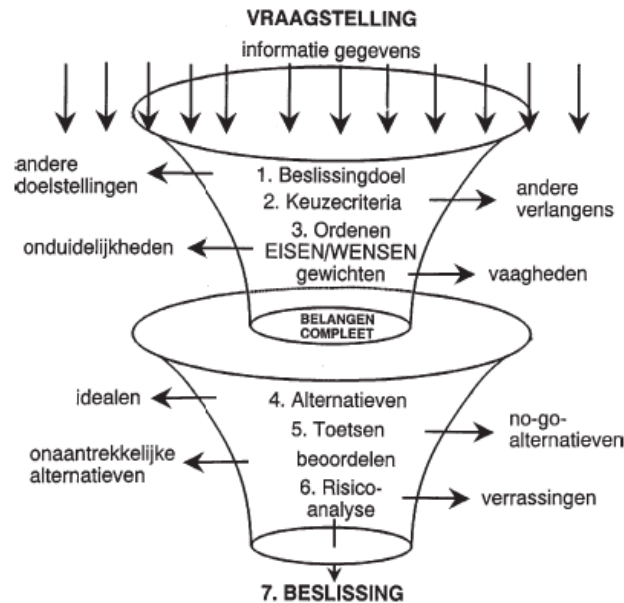 VRAAGSTELLING
informatie gegevens
andere
doelstellingen
1. Beslissingdoel
2. Keuzecriteria
andere
verlangens
3. Ordenen
onduidelijkheden
EISEN/WENSEN
gewichten
vaagheden
BELANGEN
COMPLEET
idealen
4. Alternatieven
5. Toetsen
no-go-
alternatieven
onaantrekkelijke
alternatieven
beoordelen
6. Risico-
analyse
verrassingen
7. BESLISSING